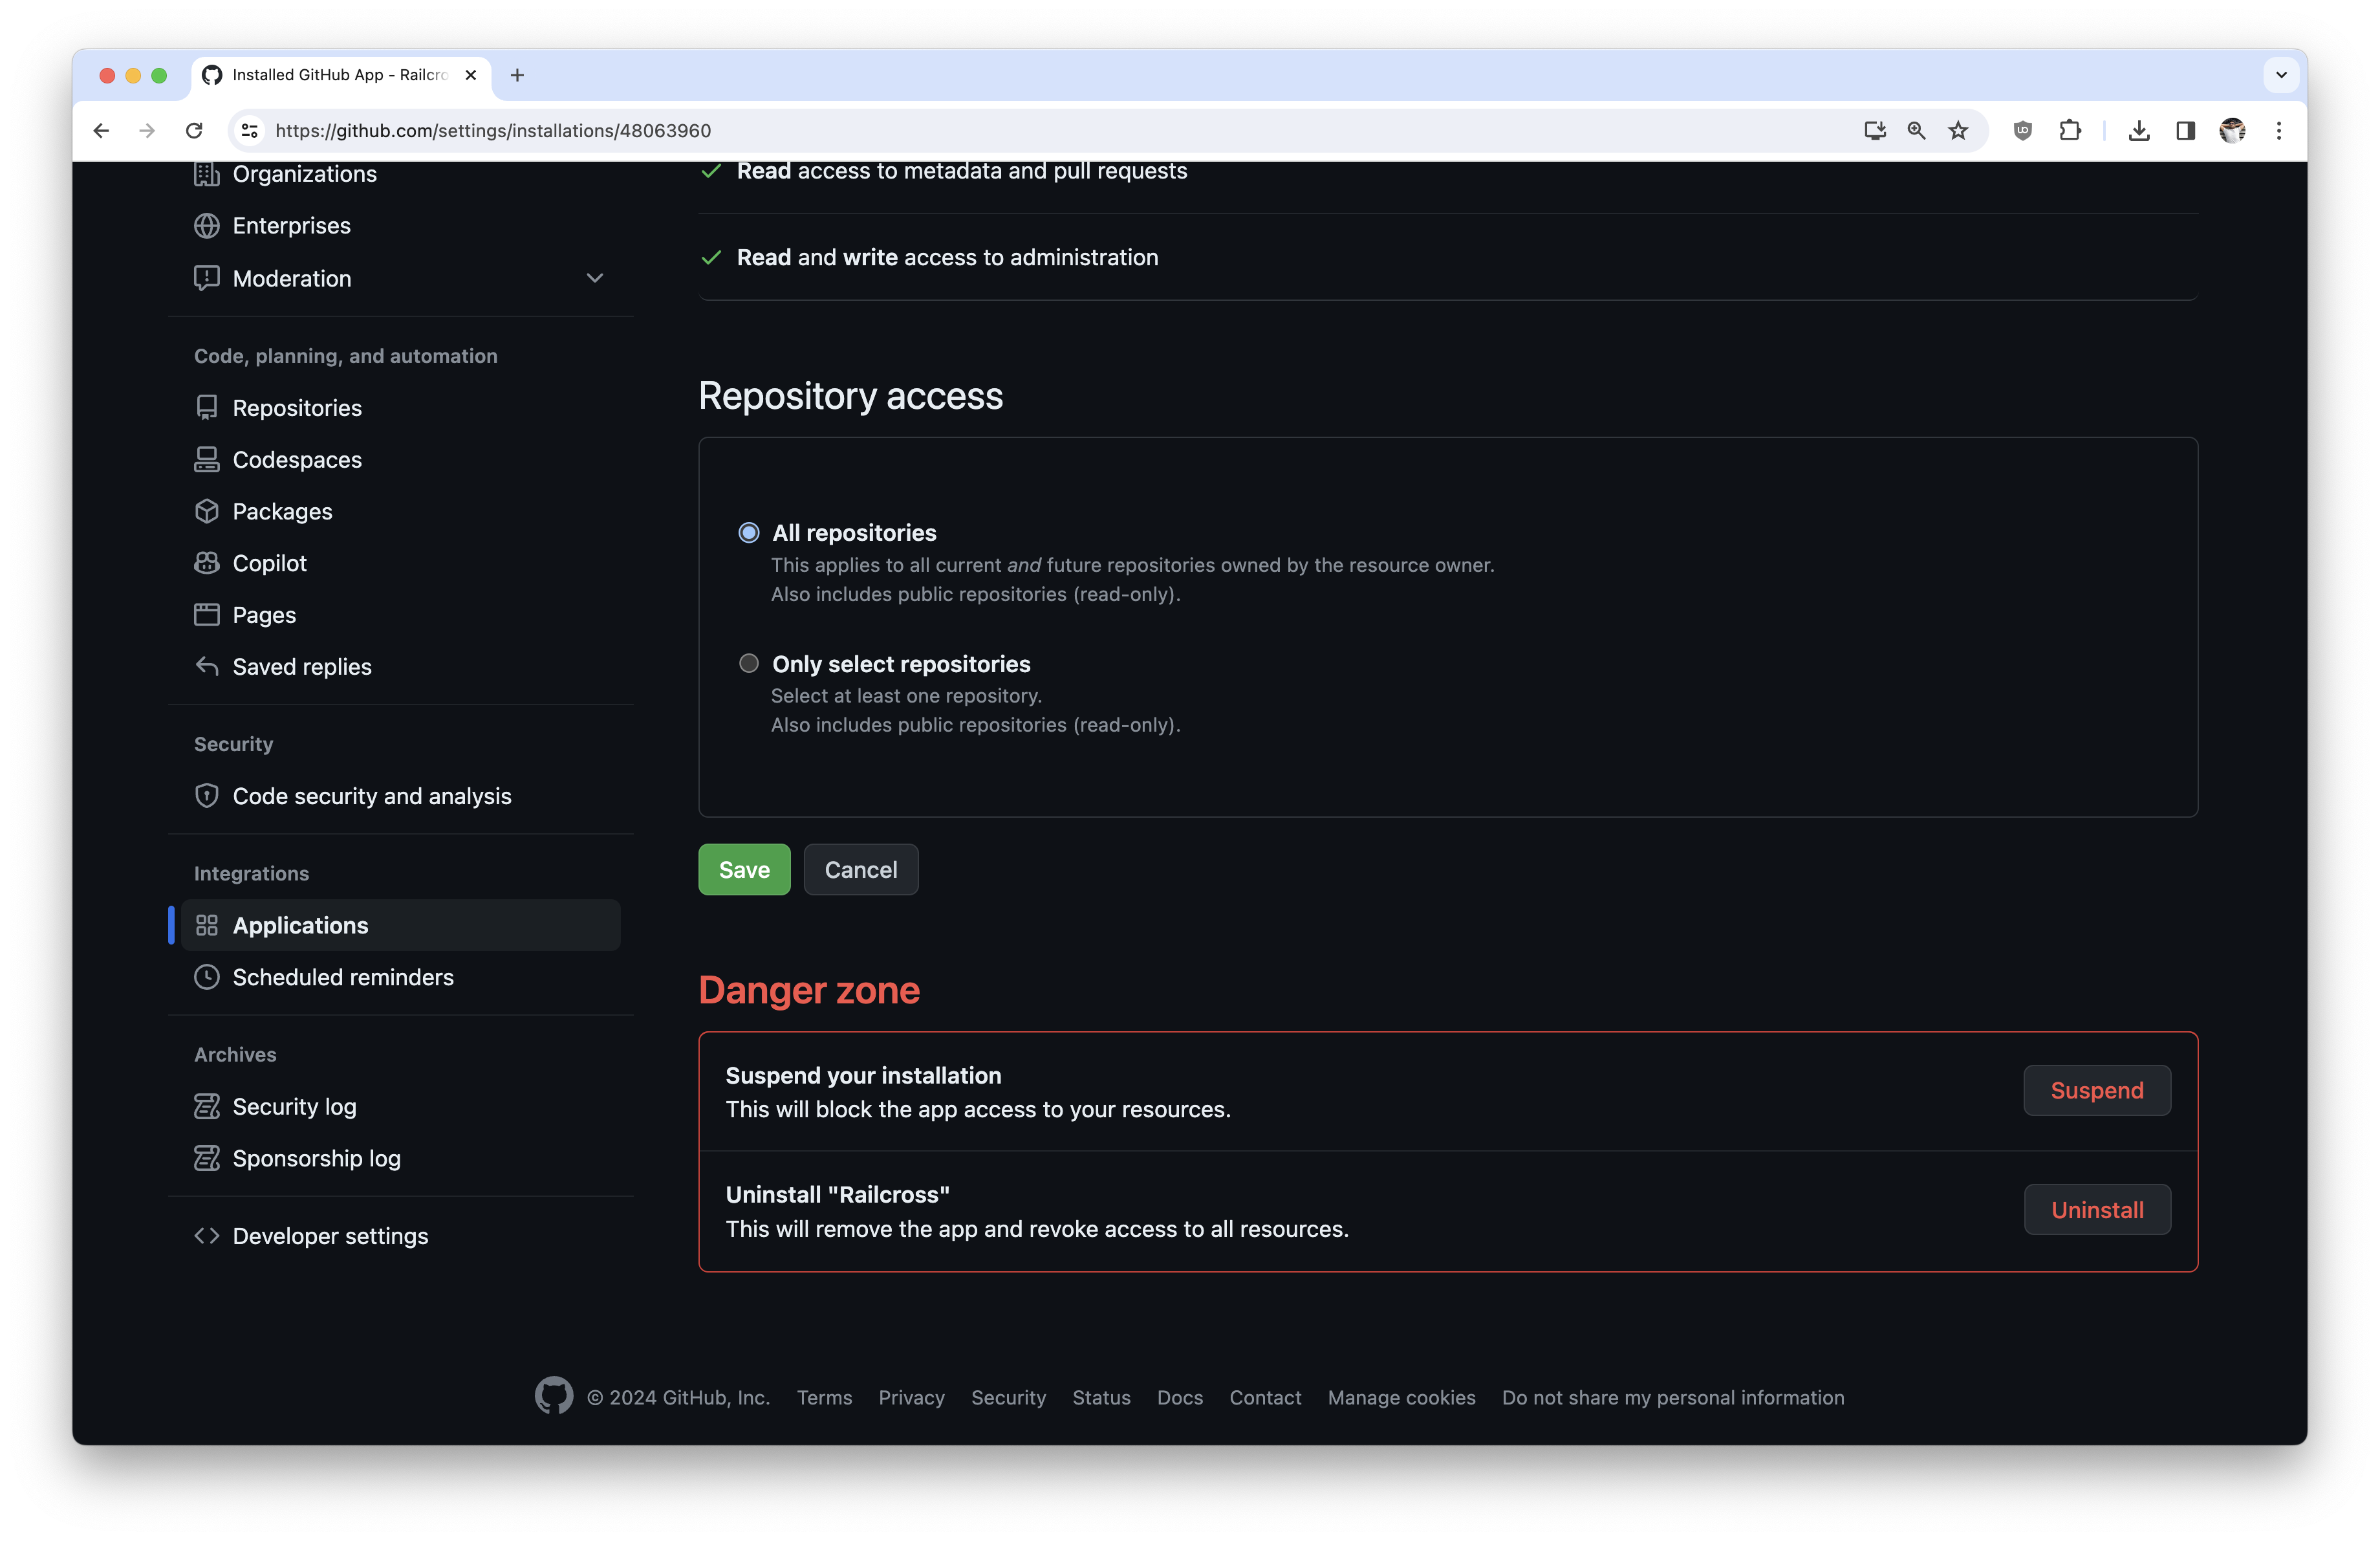 Installed GitHub App - Railcro
https://github.com/settings/installations/48063960
Organizations
Enterprises
Moderation
Code, planning, and automation
Repositories
Codespaces
Packages
Copilot
Pages
Saved replies
Security
Code security and analysis
Integrations
Applications
Scheduled reminders
Archives
Security log
Sponsorship log
Developer settings
Read access to metadata and pull requests
Read and write access to administration
Repository access
All repositories
This applies to all current and future repositories owned by the resource owner.
Also includes public repositories (read-only).
Only select repositories
Select at least one repository.
Also includes public repositories (read-only).
Save Cancel
Danger zone
Suspend your installation
This will block the app access to your resources.
Suspend
Uninstall "Railcross"
This will remove the app and revoke access to all resources.
Uninstall
© 2024 GitHub, Inc. Terms Privacy Security Status Docs Contact Manage cookies Do not share my personal information